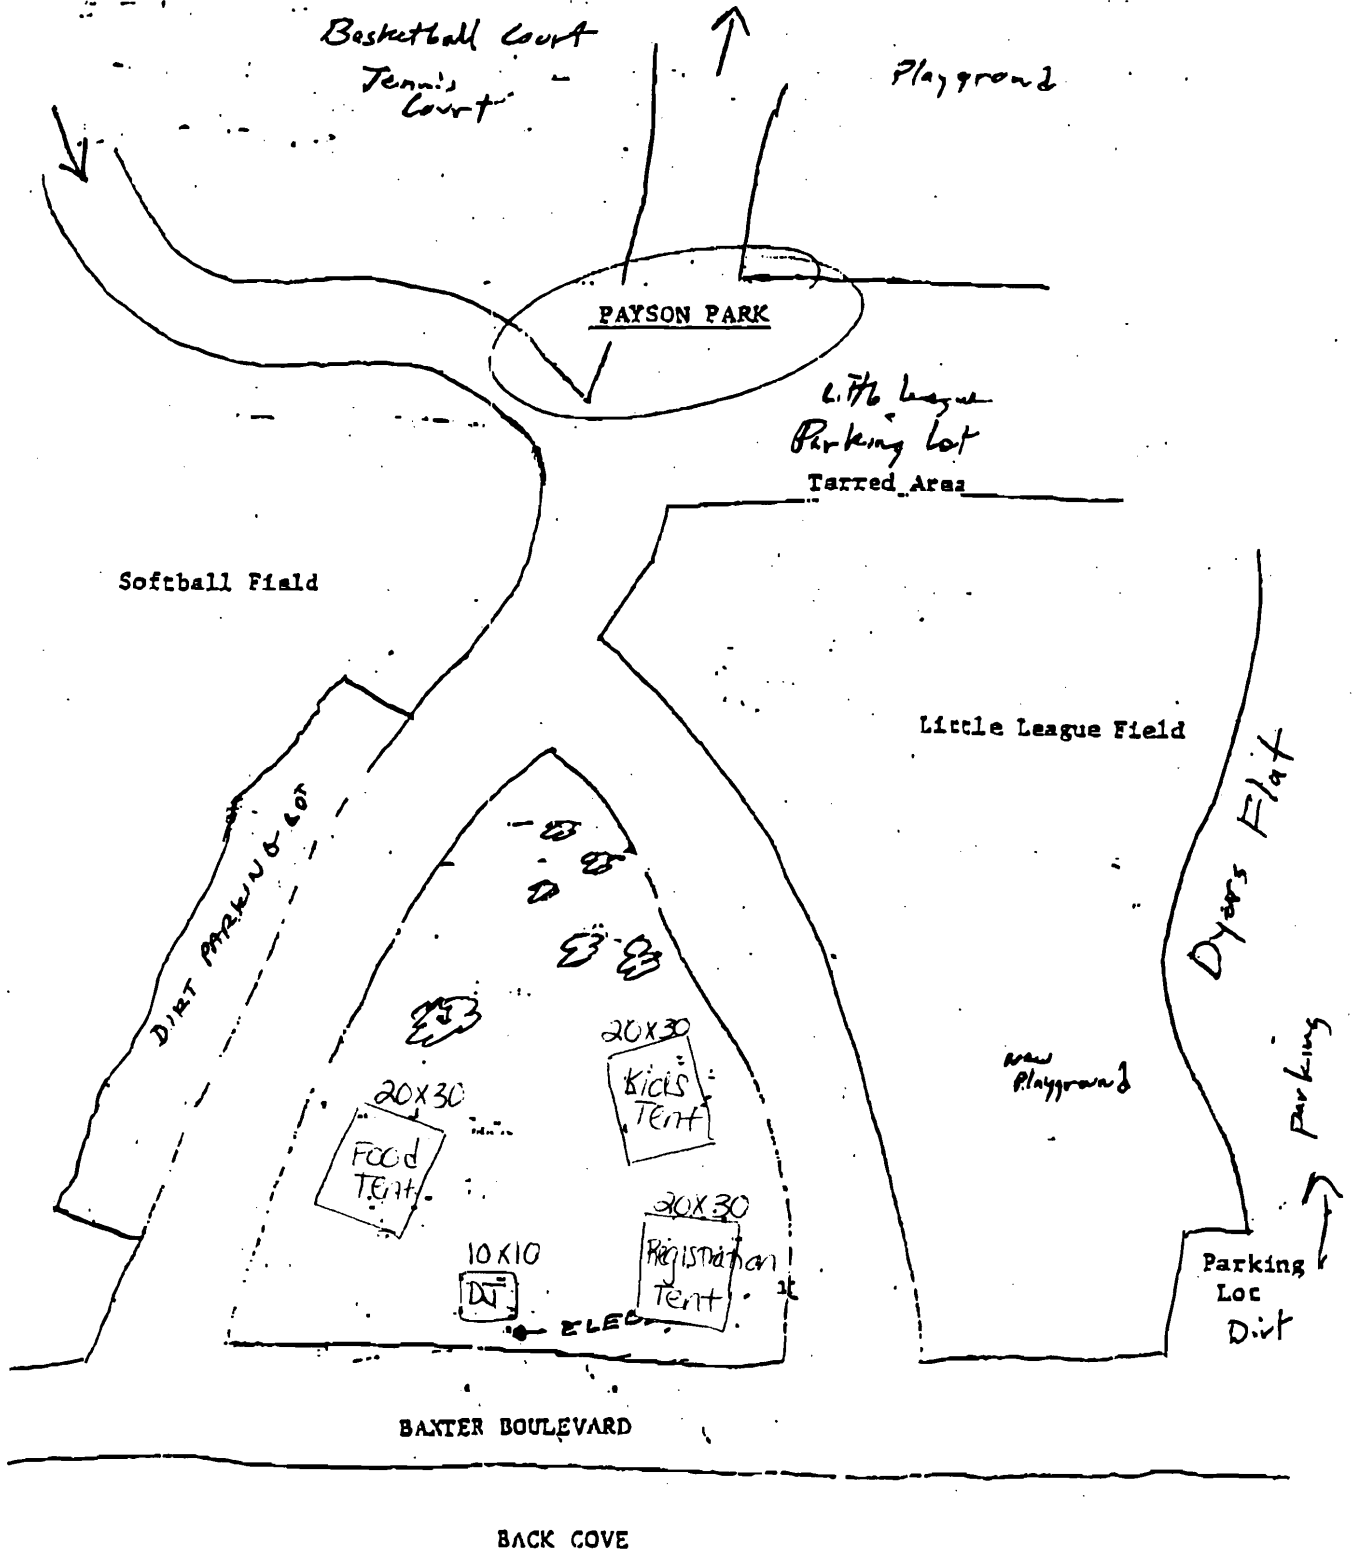 Basketball Court
Tennis
Court
Playground
PAYSON PARK
Little League
Parking Lot
Tarred Area
Softball Field
Little League Field
DIRT PARKING LOT
Dyers Flat
Parking
20X30
Kids
Tent
New
Playground
20X30
Food
Tent
20X30
Registration
Tent
10X10
DJ
ELEC
Parking
Lot
Dirt
BAXTER BOULEVARD
BACK COVE